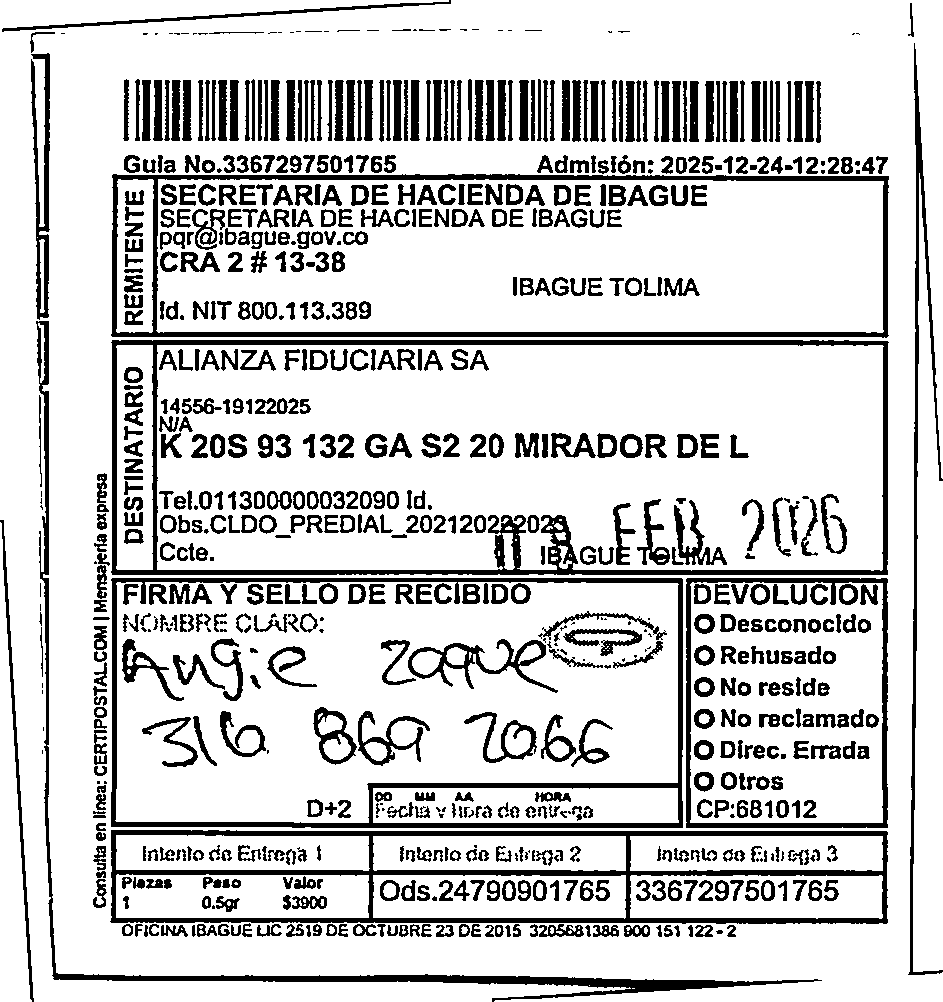 Guia No.3367297501765 Admisión: 2025-12-24-12:28:47
REMITENTE
SECRETARIA DE HACIENDA DE IBAGUE
SECRETARIA DE HACIENDA DE IBAGUE
pqr@ibague.gov.co
CRA 2 # 13-38
IBAGUE TOLIMA
Id. NIT 800.113.389
DESTINATARIO
ALIANZA FIDUCIARIA SA
14556-19122025
N/A
K 20S 93 132 GA S2 20 MIRADOR DE L
Tel.011300000032090 Id.
Obs.CLDO_PREDIAL_202120222023
FEB 2026
Ccte.
IBAGUE TOLIMA
FIRMA Y SELLO DE RECIBIDO
NOMBRE CLARO:
Angie Zaque
316 869 2066
D+2
DD MM AA HORA
Fecha y hora de entrega
DEVOLUCION
Desconocido
Rehusado
No reside
No reclamado
Direc. Errada
Otros
CP:681012
Intento de Entrega 1 Intento de Entrega 2 Intento de Entrega 3
Piezas Peso Valor
1 0.5gr $3900
Ods.24790901765 3367297501765
OFICINA IBAGUE LIC 2519 DE OCTUBRE 23 DE 2015 3205681386 900 151 122 - 2
Consulta en linea: CERTIPOSTAL.COM | Mensajería expresa